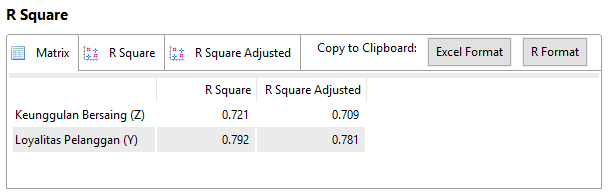 R Square
Matrix R Square R Square Adjusted Copy to Clipboard: Excel Format R Format
R Square R Square Adjusted
Keunggulan Bersaing (Z) 0.721 0.709
Loyalitas Pelanggan (Y) 0.792 0.781